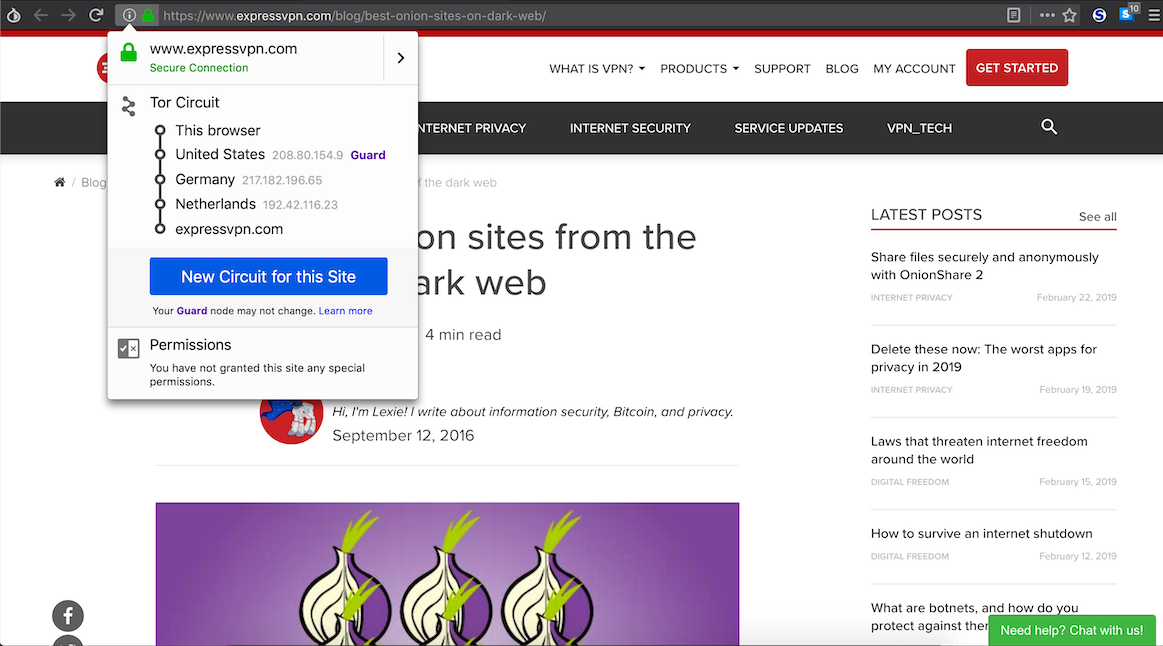 https://www.expressvpn.com/blog/best-onion-sites-on-dark-web/
10
www.expressvpn.com
Secure Connection
WHAT IS VPN?
PRODUCTS
SUPPORT
BLOG
MY ACCOUNT
GET STARTED
Tor Circuit
This browser
United States 208.80.154.9 Guard
Germany 217.182.196.65
Netherlands 192.42.116.23
expressvpn.com
New Circuit for this Site
Your Guard node may not change. Learn more
Permissions
You have not granted this site any special
permissions.
NTERNET PRIVACY
INTERNET SECURITY
SERVICE UPDATES
VPN_TECH
/ Blog
f the dark web
on sites from the
ark web
4 min read
Hi, I'm Lexie! I write about information security, Bitcoin, and privacy.
September 12, 2016
LATEST POSTS
See all
Share files securely and anonymously
with OnionShare 2
INTERNET PRIVACY February 22, 2019
Delete these now: The worst apps for
privacy in 2019
INTERNET PRIVACY February 19, 2019
Laws that threaten internet freedom
around the world
DIGITAL FREEDOM February 15, 2019
How to survive an internet shutdown
DIGITAL FREEDOM February 12, 2019
What are botnets, and how do you
protect against
Need help? Chat with us!